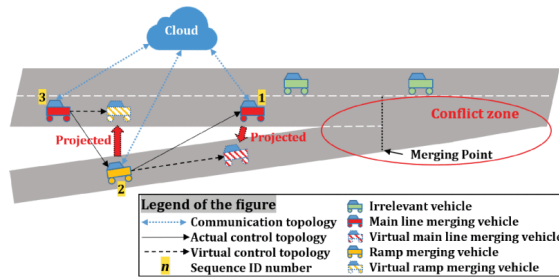 Cloud
3
1
Projected
Projected
2
Conflict zone
Merging Point
Legend of the figure
Communication topology
Actual control topology
Virtual control topology
n Sequence ID number
Irrelevant vehicle
Main line merging vehicle
Virtual main line merging vehicle
Ramp merging vehicle
Virtual ramp merging vehicle